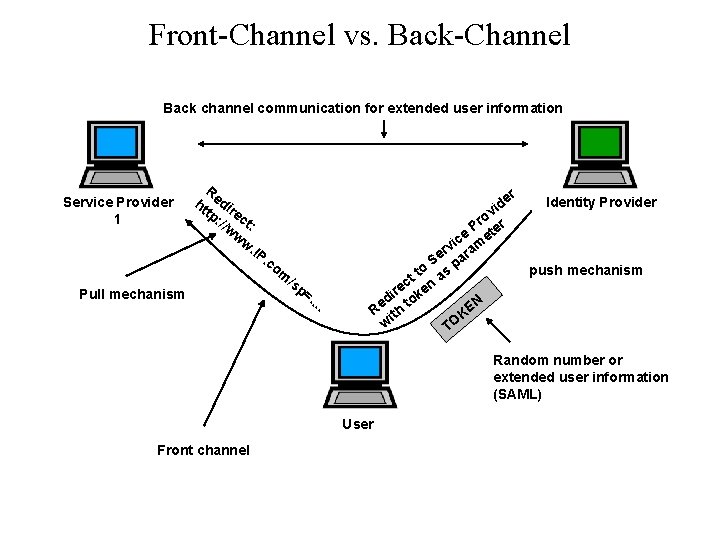 Front-Channel vs. Back-Channel
Back channel communication for extended user information
Service Provider
1
Redirect:
http://www.IP.com/sp=....
Redirect to Service Provider
with token as parameter
Identity Provider
push mechanism
Pull mechanism
TOKEN
Random number or
extended user information
(SAML)
User
Front channel